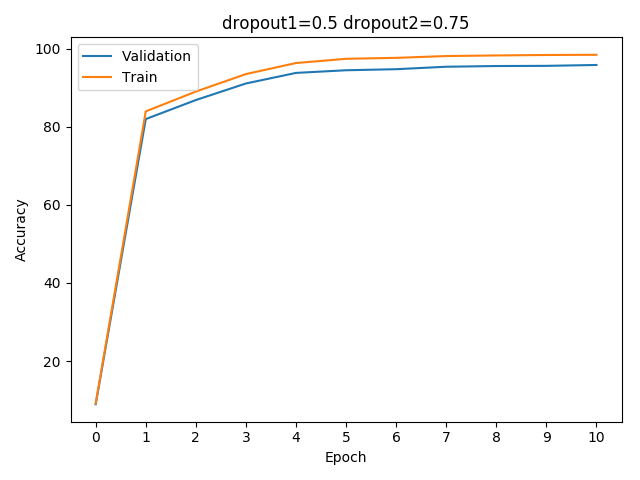 dropout1=0.5 dropout2=0.75
Validation
Train
100
80
60
40
20
Accuracy
0 1 2 3 4 5 6 7 8 9 10
Epoch